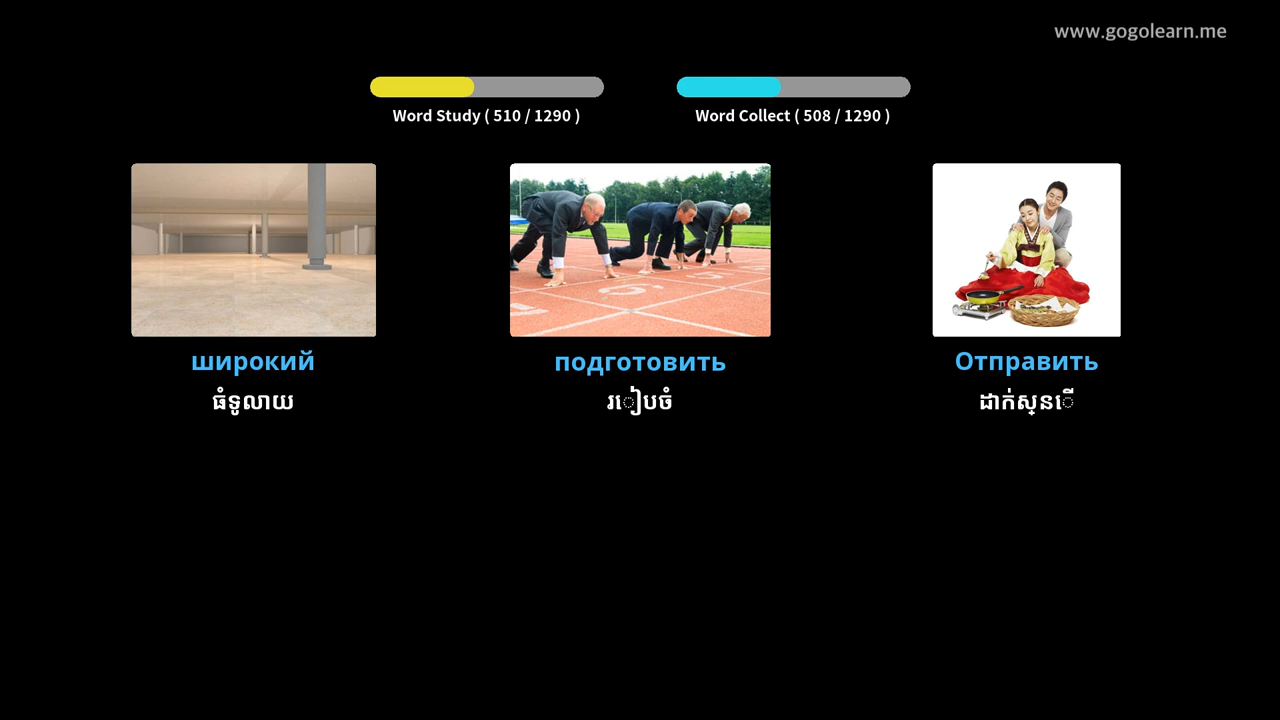 www.gogolearn.me
Word Study ( 510 / 1290 )
Word Collect ( 508 / 1290 )
широкий
подготовить
Отправить
ធំទូលាយ
រៀបចំ
ដាក់ស្នើ